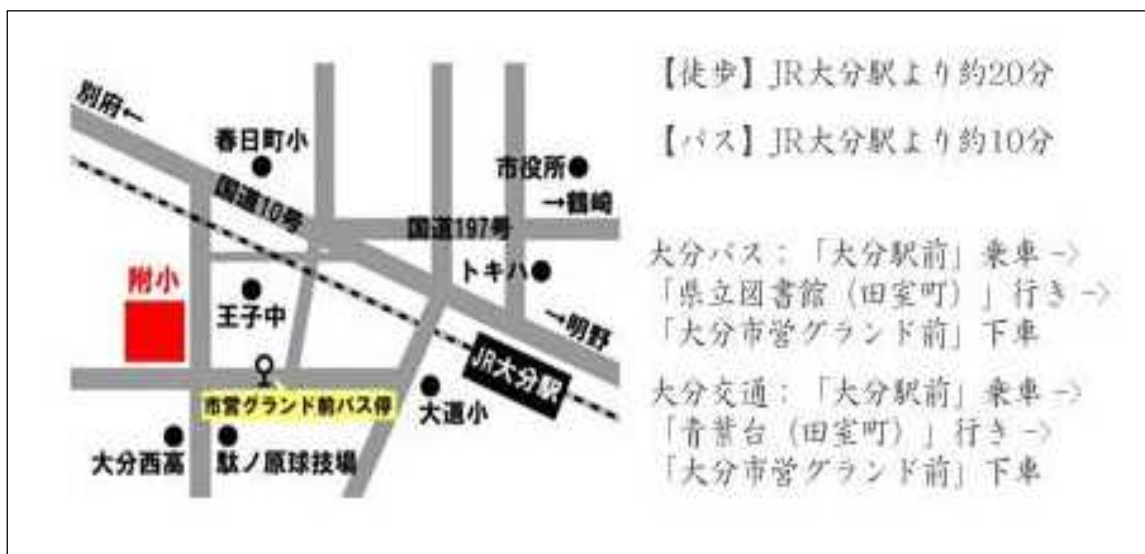 別府←
春日町小
国道10号
市役所
→鶴崎
国道197号
トキハ
附小
王子中
→明野
JR大分駅
市営グランド前バス停
大道小
大分西高
駄ノ原球技場
【徒歩】JR大分駅より約20分
【バス】JR大分駅より約10分
大分バス：「大分駅前」乗車->
「県立図書館（田室町）」行き->
「大分市営グランド前」下車
大分交通：「大分駅前」乗車->
「青葉台（田室町）」行き->
「大分市営グランド前」下車